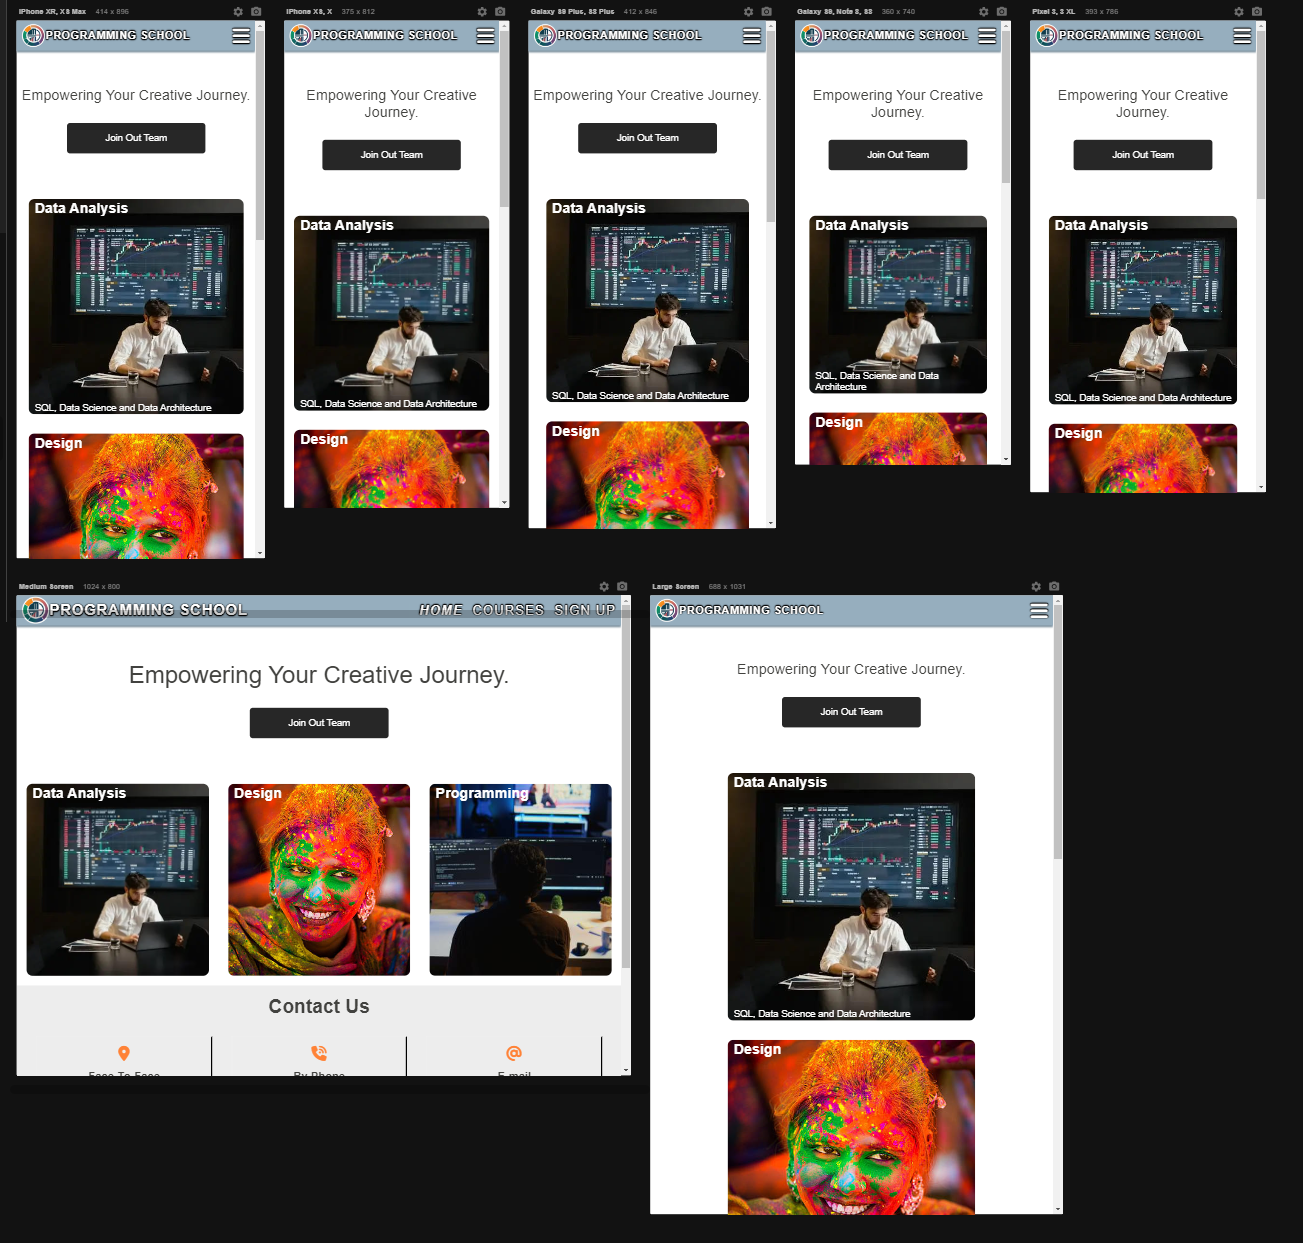 iPhone XR, XS Max 414 x 896
PROGRAMMING SCHOOL
Empowering Your Creative Journey.
Join Out Team
Data Analysis
SQL, Data Science and Data Architecture
Design
iPhone XS, X 375 x 812
PROGRAMMING SCHOOL
Empowering Your Creative
Journey.
Join Out Team
Data Analysis
SQL, Data Science and Data Architecture
Design
Galaxy S9 Plus, S8 Plus 412 x 846
PROGRAMMING SCHOOL
Empowering Your Creative Journey.
Join Out Team
Data Analysis
SQL, Data Science and Data Architecture
Design
Galaxy S9, Note 8, S8 360 x 740
PROGRAMMING SCHOOL
Empowering Your Creative
Journey.
Join Out Team
Data Analysis
SQL, Data Science and Data
Architecture
Design
Pixel 3, 3 XL 393 x 786
PROGRAMMING SCHOOL
Empowering Your Creative
Journey.
Join Out Team
Data Analysis
SQL, Data Science and Data Architecture
Design
Medium Screen 1024 x 800
PROGRAMMING SCHOOL HOME COURSES SIGN UP
Empowering Your Creative Journey.
Join Out Team
Data Analysis Design Programming
Contact Us
Face To Face By Phone E-mail
Large Screen 688 x 1031
PROGRAMMING SCHOOL
Empowering Your Creative Journey.
Join Out Team
Data Analysis
SQL, Data Science and Data Architecture
Design